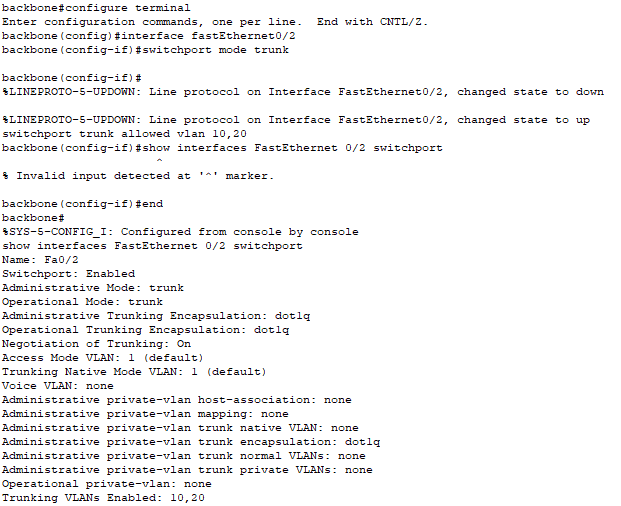 backbone#configure terminal
Enter configuration commands, one per line.  End with CNTL/Z.
backbone(config)#interface fastEthernet0/2
backbone(config-if)#switchport mode trunk

backbone(config-if)#
%LINEPROTO-5-UPDOWN: Line protocol on Interface FastEthernet0/2, changed state to down

%LINEPROTO-5-UPDOWN: Line protocol on Interface FastEthernet0/2, changed state to up
switchport trunk allowed vlan 10,20
backbone(config-if)#show interfaces FastEthernet 0/2 switchport
                       ^
% Invalid input detected at '^' marker.

backbone(config-if)#end
backbone#
%SYS-5-CONFIG_I: Configured from console by console
show interfaces FastEthernet 0/2 switchport
Name: Fa0/2
Switchport: Enabled
Administrative Mode: trunk
Operational Mode: trunk
Administrative Trunking Encapsulation: dot1q
Operational Trunking Encapsulation: dot1q
Negotiation of Trunking: On
Access Mode VLAN: 1 (default)
Trunking Native Mode VLAN: 1 (default)
Voice VLAN: none
Administrative private-vlan host-association: none
Administrative private-vlan mapping: none
Administrative private-vlan trunk native VLAN: none
Administrative private-vlan trunk encapsulation: dot1q
Administrative private-vlan trunk normal VLANs: none
Administrative private-vlan trunk private VLANs: none
Operational private-vlan: none
Trunking VLANs Enabled: 10,20